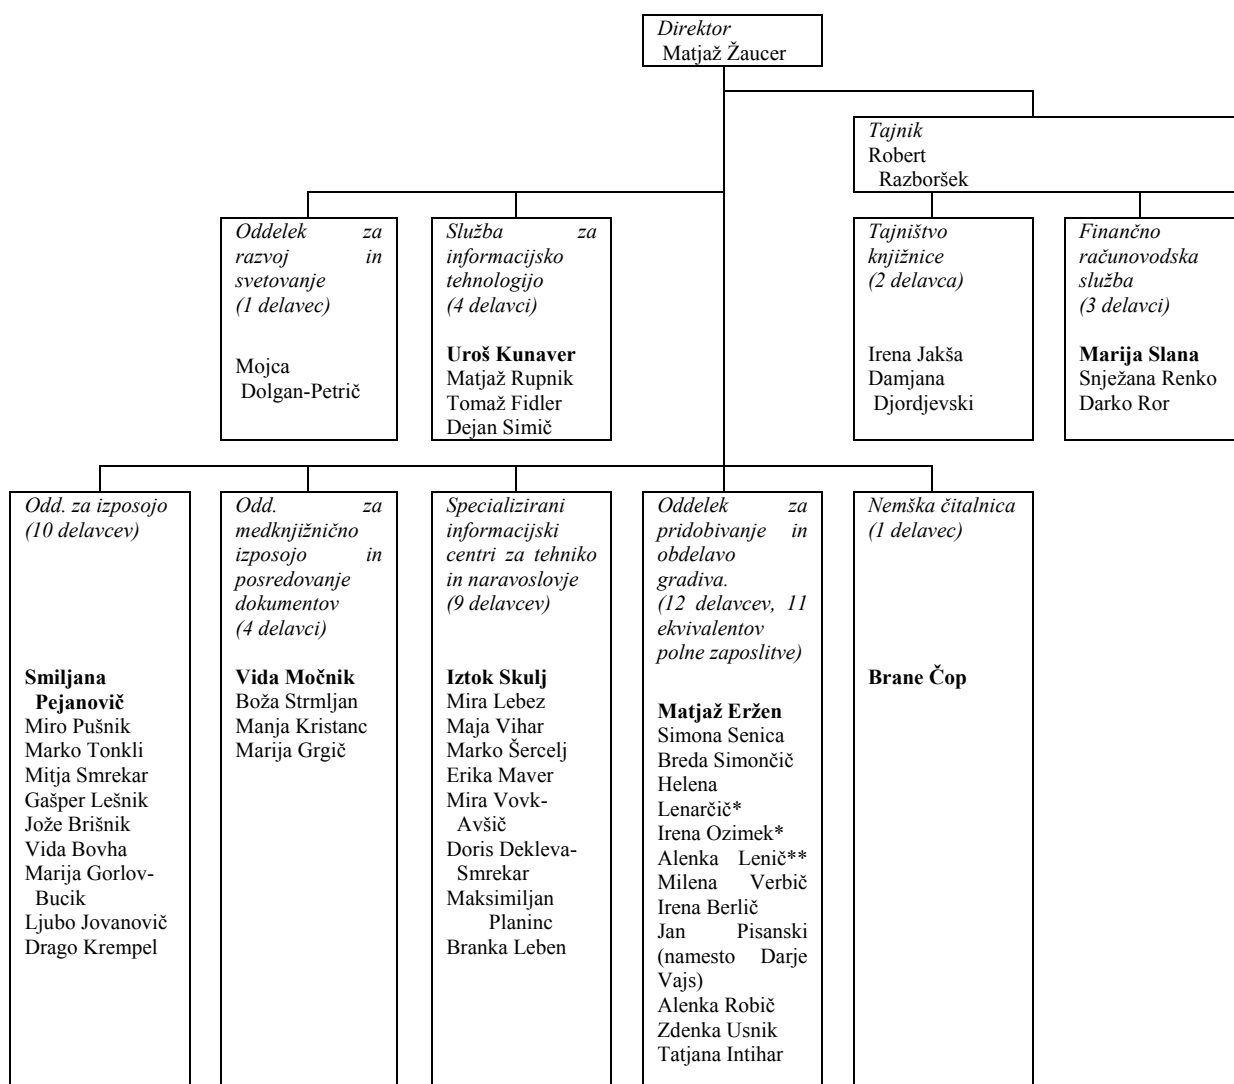 Direktor
Matjaž Žaucer
Tajnik
Robert
Razboršek
Oddelek za
razvoj in
svetovanje
(1 delavec)
Mojca
Dolgan-Petrič
Služba za
informacijsko
tehnologijo
(4 delavci)
Uroš Kunaver
Matjaž Rupnik
Tomaž Fidler
Dejan Simič
Tajništvo
knjižnice
(2 delavca)
Irena Jakša
Damjana
Djordjevski
Finančno
računovodska
služba
(3 delavci)
Marija Slana
Snježana Renko
Darko Ror
Odd. za izposojo
(10 delavcev)
Smiljana
Pejanovič
Miro Pušnik
Marko Tonkli
Mitja Smrekar
Gašper Lešnik
Jože Brišnik
Vida Bovha
Marija Gorlov-
Bucik
Ljubo Jovanovič
Drago Krempel
Odd. za
medknjižnično
izposojo in
posredovanje
dokumentov
(4 delavci)
Vida Močnik
Boža Strmljan
Manja Kristanc
Marija Grgič
Specializirani
informacijski
centri za tehniko
in naravoslovje
(9 delavcev)
Iztok Skulj
Mira Lebez
Maja Vihar
Marko Šercelj
Erika Maver
Mira Vovk-
Avšič
Doris Dekleva-
Smrekar
Maksimiljan
Planinc
Branka Leben
Oddelek za
pridobivanje in
obdelavo
gradiva.
(12 delavcev, 11
ekvivalentov
polne zaposlitve)
Matjaž Eržen
Simona Senica
Breda Simončič
Helena
Lenarčič*
Irena Ozimek*
Alenka Lenič**
Milena Verbič
Irena Berlič
Jan Pisanski
(namesto Darje
Vajs)
Alenka Robič
Zdenka Usnik
Tatjana Intihar
Nemška čitalnica
(1 delavec)
Brane Čop